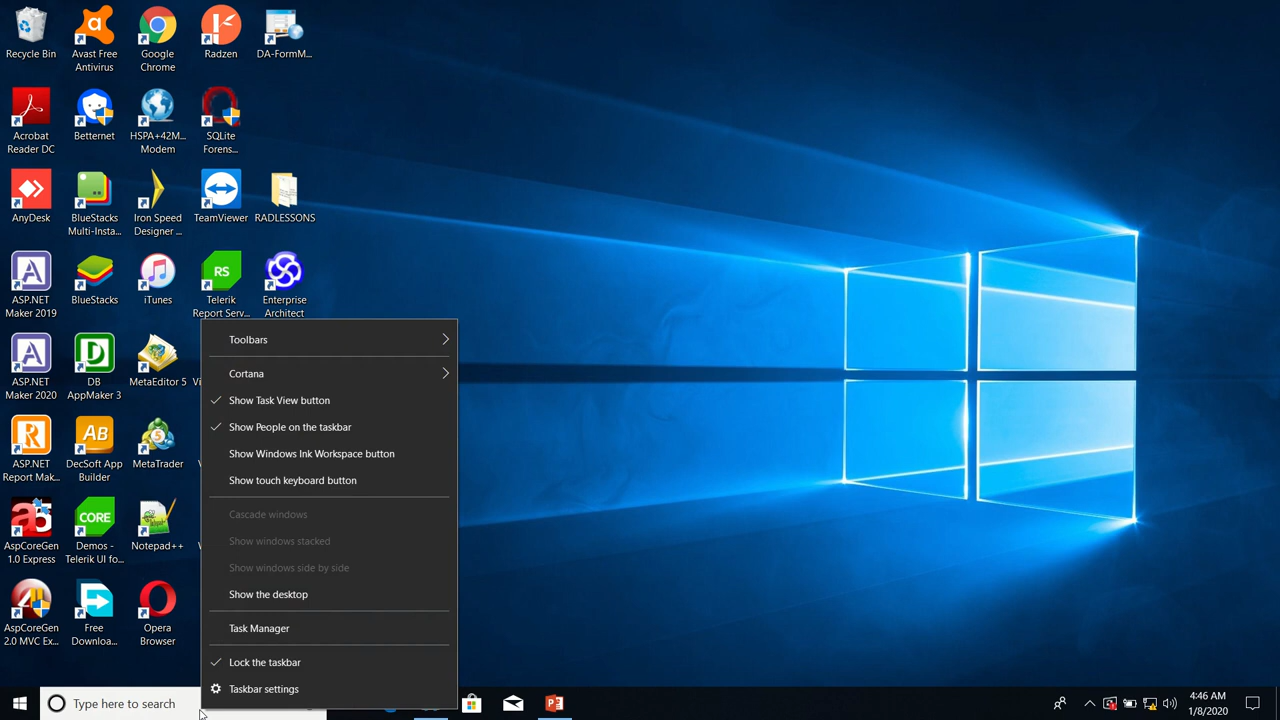 Recycle Bin
Avast Free
Antivirus
Google
Chrome
Radzen
DA-FormM...
Acrobat
Reader DC
Betternet
HSPA+42M...
Modem
SQLite
Forens...
AnyDesk
BlueStacks
Multi-Insta...
Iron Speed
Designer ...
TeamViewer
RADLESSONS
ASP.NET
Maker 2019
BlueStacks
iTunes
RS
Telerik
Report Serv...
Enterprise
Architect
ASP.NET
Maker 2020
DB
AppMaker 3
MetaEditor 5
ASP.NET
Report Mak...
AB
DecSoft App
Builder
MetaTrader
AspCoreGen
1.0 Express
CORE
Demos -
Telerik UI fo...
Notepad++
AspCoreGen
2.0 MVC Ex...
Free
Downloa...
Opera
Browser
Toolbars
Cortana
Show Task View button
Show People on the taskbar
Show Windows Ink Workspace button
Show touch keyboard button
Cascade windows
Show windows stacked
Show windows side by side
Show the desktop
Task Manager
Lock the taskbar
Taskbar settings
Type here to search
4:46 AM
1/8/2020